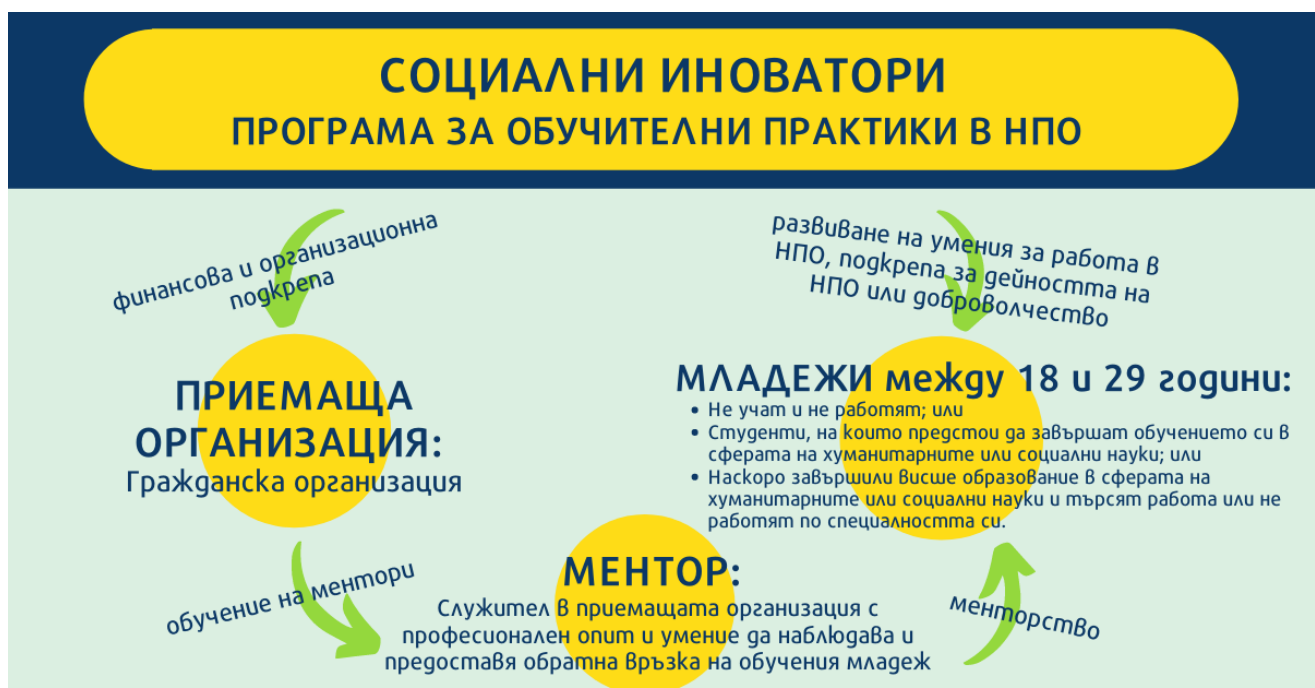 СОЦИАЛНИ ИНОВАТОРИ
ПРОГРАМА ЗА ОБУЧИТЕЛНИ ПРАКТИКИ В НПО
финансова и организационна
подкрепа
развиване на умения за работа в
НПО, подкрепа за дейността на
НПО или доброволчество
ПРИЕМАЩА
ОРГАНИЗАЦИЯ:
Гражданска организация
МЛАДЕЖИ между 18 и 29 години:
• Не учат и не работят; или
• Студенти, на които предстои да завършат обучението си в
сферата на хуманитарните или социални науки; или
• Наскоро завършили висше образование в сферата на
хуманитарните или социални науки и търсят работа или не
работят по специалността си.
обучение на ментори
МЕНТОР:
Служител в приемащата организация с
професионален опит и умение да наблюдава и
предоставя обратна връзка на обучения младеж
менторство